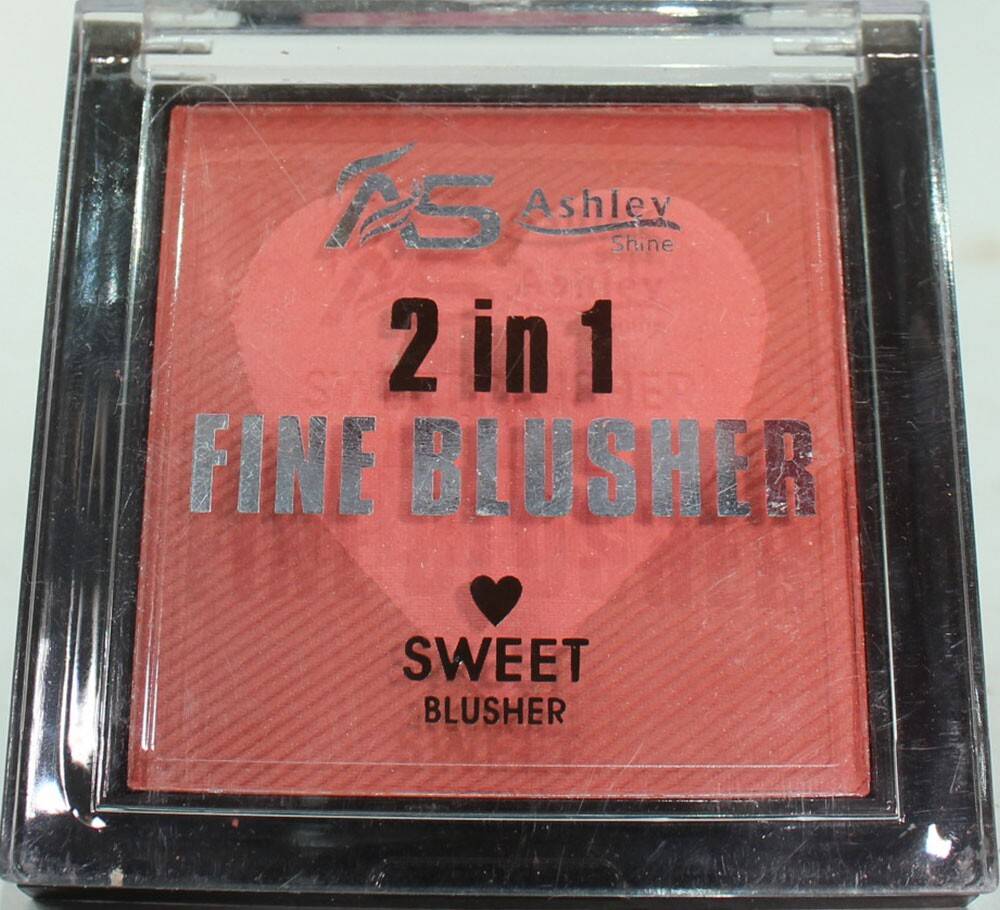 AS Ashley
Shine
2 in 1
FINE BLUSHER
SWEET
BLUSHER